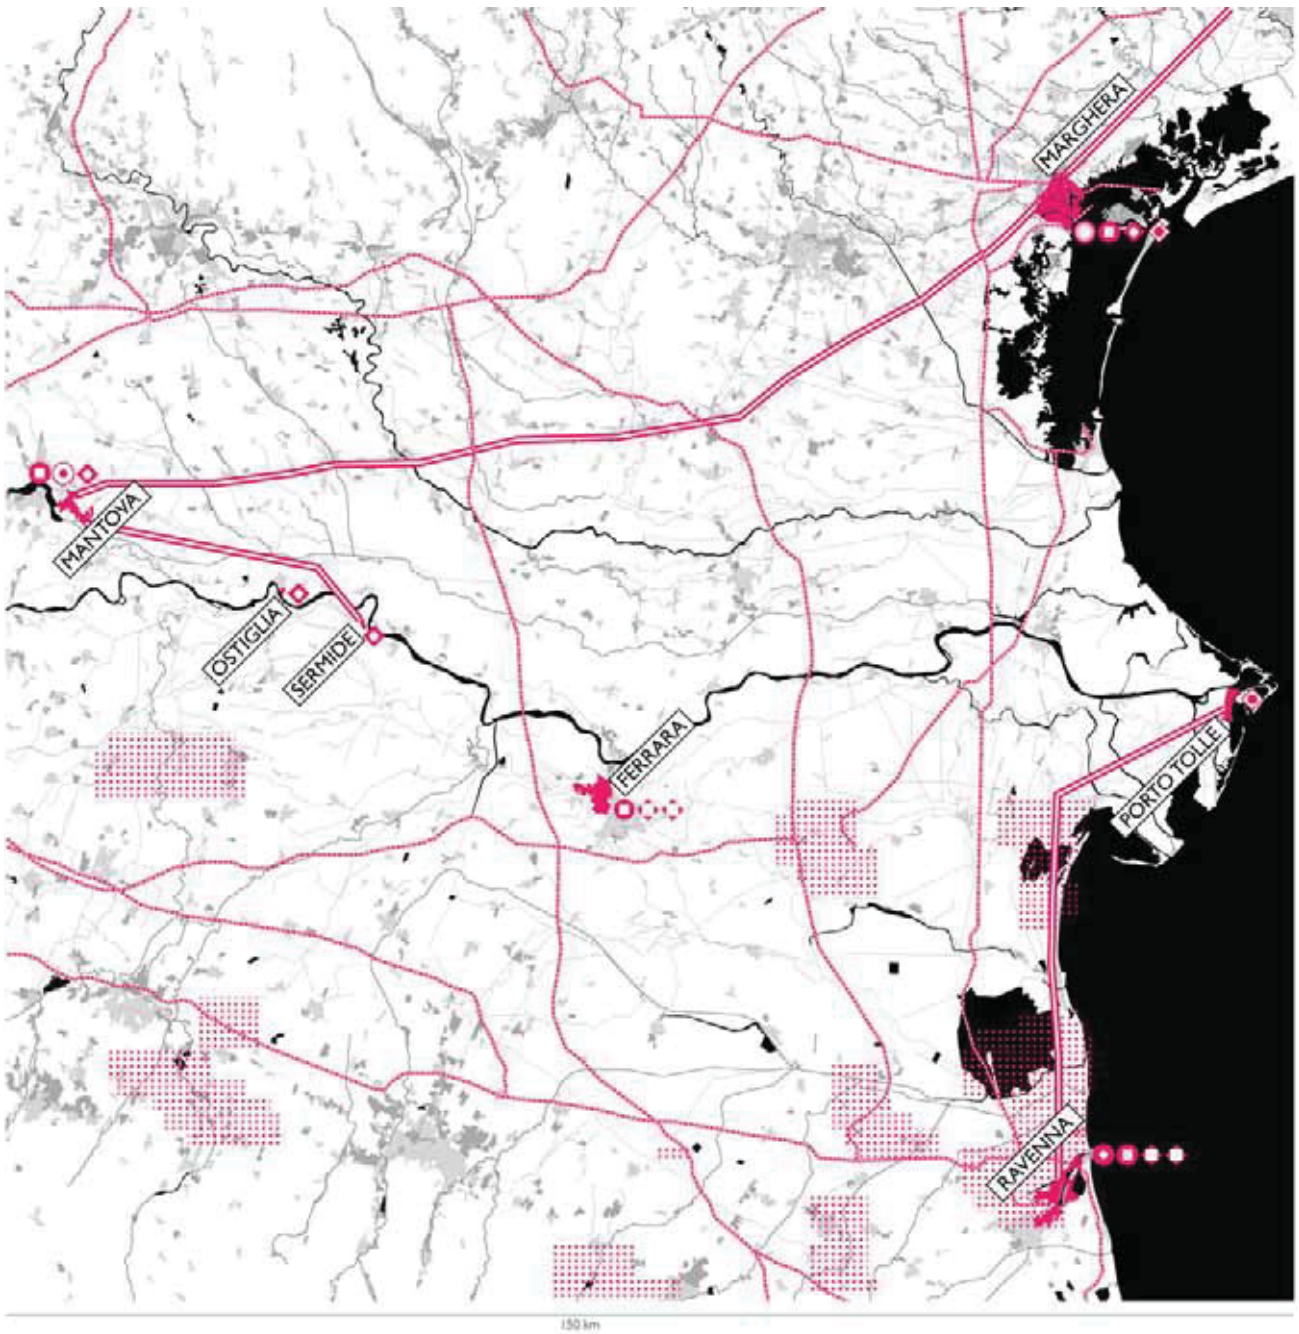 MARGHERA
MANTOVA
OSTIGLIA
SERMIDE
FERRARA
PORTO TOLLE
RAVENNA
150 km